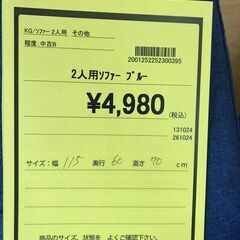 KG/ソファー2人用 その他
程度:中古B
2001252252300395
2人用ソファー ブルー
¥4,980
(税込)
131024
261024
サイズ:幅 115 奥行 60 高さ 70 cm
商品のサイズ、状態を よくご確認下さい。